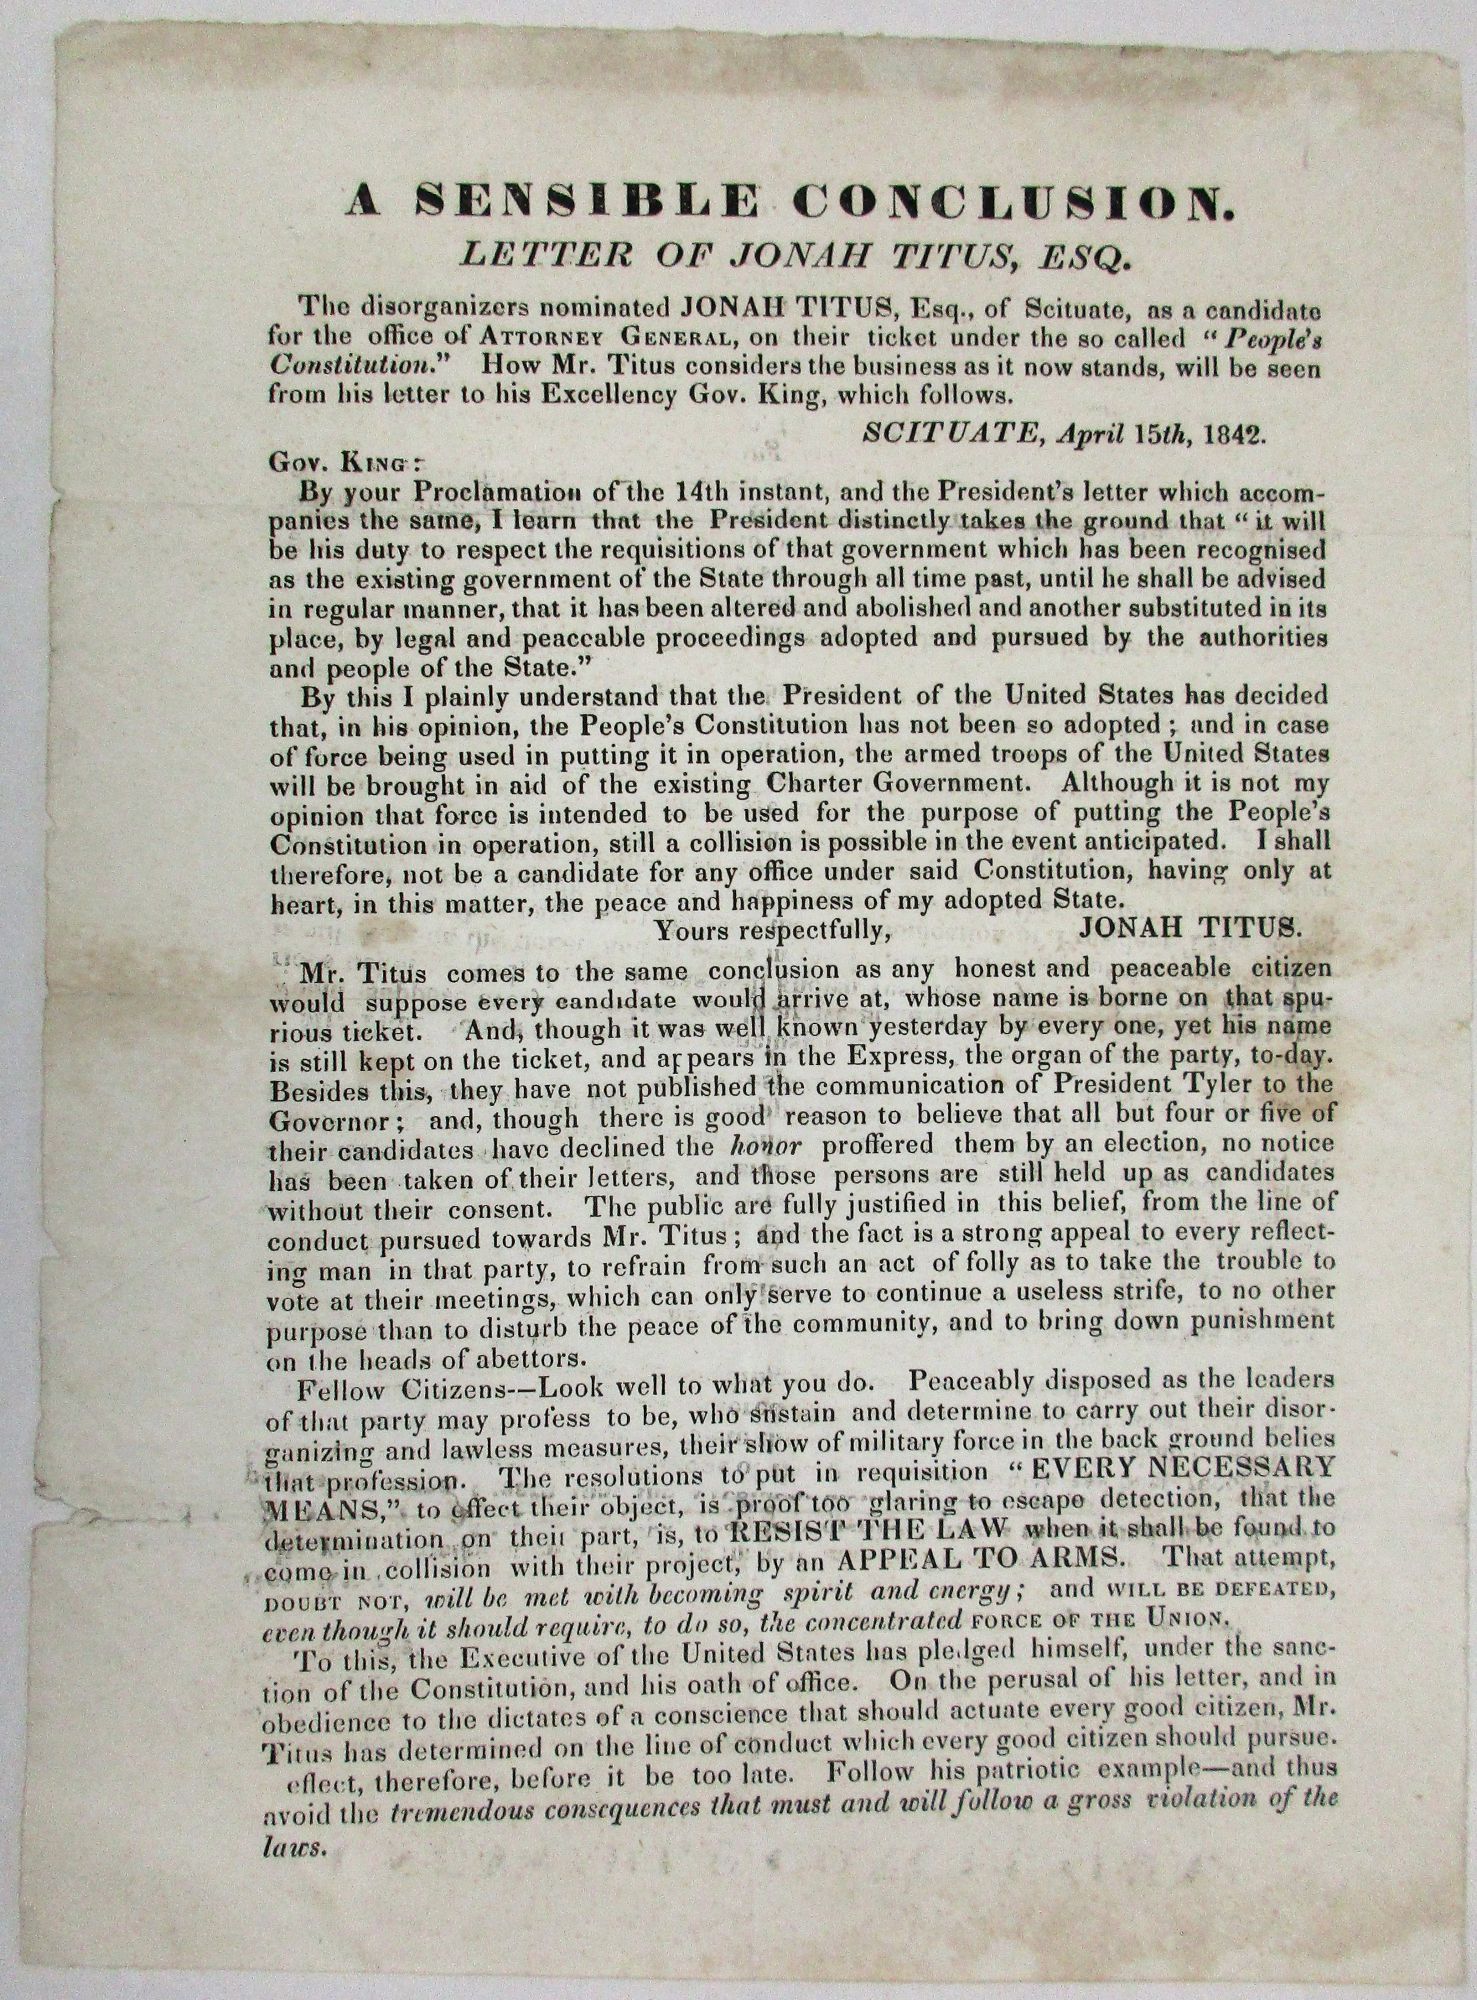 A SENSIBLE CONCLUSION.
LETTER OF JONAH TITUS, ESQ.
The disorganizers nominated JONAH TITUS, Esq., of Scituate, as a candidate
for the office of ATTORNEY GENERAL, on their ticket under the so called "People's
Constitution." How Mr. Titus considers the business as it now stands, will be seen
from his letter to his Excellency Gov. King, which follows.
SCITUATE, April 15th, 1842.
GOV. KING:
By your Proclamation of the 14th instant, and the President's letter which accom-
panies the same, I learn that the President distinctly takes the ground that "it will
be his duty to respect the requisitions of that government which has been recognised
as the existing government of the State through all time past, until he shall be advised
in regular manner, that it has been altered and abolished and another substituted in its
place, by legal and peaceable proceedings adopted and pursued by the authorities
and people of the State."
By this I plainly understand that the President of the United States has decided
that, in his opinion, the People's Constitution has not been so adopted; and in case
of force being used in putting it in operation, the armed troops of the United States
will be brought in aid of the existing Charter Government. Although it is not my
opinion that force is intended to be used for the purpose of putting the People's
Constitution in operation, still a collision is possible in the event anticipated. I shall
therefore, not be a candidate for any office under said Constitution, having only at
heart, in this matter, the peace and happiness of my adopted State.
Yours respectfully, JONAH TITUS.
Mr. Titus comes to the same conclusion as any honest and peaceable citizen
would suppose every candidate would arrive at, whose name is borne on that spu-
rious ticket. And, though it was well known yesterday by every one, yet his name
is still kept on the ticket, and appears in the Express, the organ of the party, to-day.
Besides this, they have not published the communication of President Tyler to the
Governor; and, though there is good reason to believe that all but four or five of
their candidates have declined the honor proffered them by an election, no notice
has been taken of their letters, and those persons are still held up as candidates
without their consent. The public are fully justified in this belief, from the line of
conduct pursued towards Mr. Titus; and the fact is a strong appeal to every reflect-
ing man in that party, to refrain from such an act of folly as to take the trouble to
vote at their meetings, which can only serve to continue a useless strife, to no other
purpose than to disturb the peace of the community, and to bring down punishment
on the heads of abettors.
Fellow Citizens--Look well to what you do. Peaceably disposed as the leaders
of that party may profess to be, who sustain and determine to carry out their disor-
ganizing and lawless measures, their show of military force in the back ground belies
that profession. The resolutions to put in requisition "EVERY NECESSARY
MEANS," to effect their object, is proof too glaring to escape detection, that the
determination on their part, is, to RESIST THE LAW when it shall be found to
come in collision with their project, by an APPEAL TO ARMS. That attempt,
DOUBT NOT, will be met with becoming spirit and energy; and WILL BE DEFEATED,
even though it should require, to do so, the concentrated FORCE OF THE UNION.
To this, the Executive of the United States has pledged himself, under the sanc-
tion of the Constitution, and his oath of office. On the perusal of his letter, and in
obedience to the dictates of a conscience that should actuate every good citizen, Mr.
Titus has determined on the line of conduct which every good citizen should pursue.
eflect, therefore, before it be too late. Follow his patriotic example—and thus
avoid the tremendous consequences that must and will follow a gross violation of the
laws.